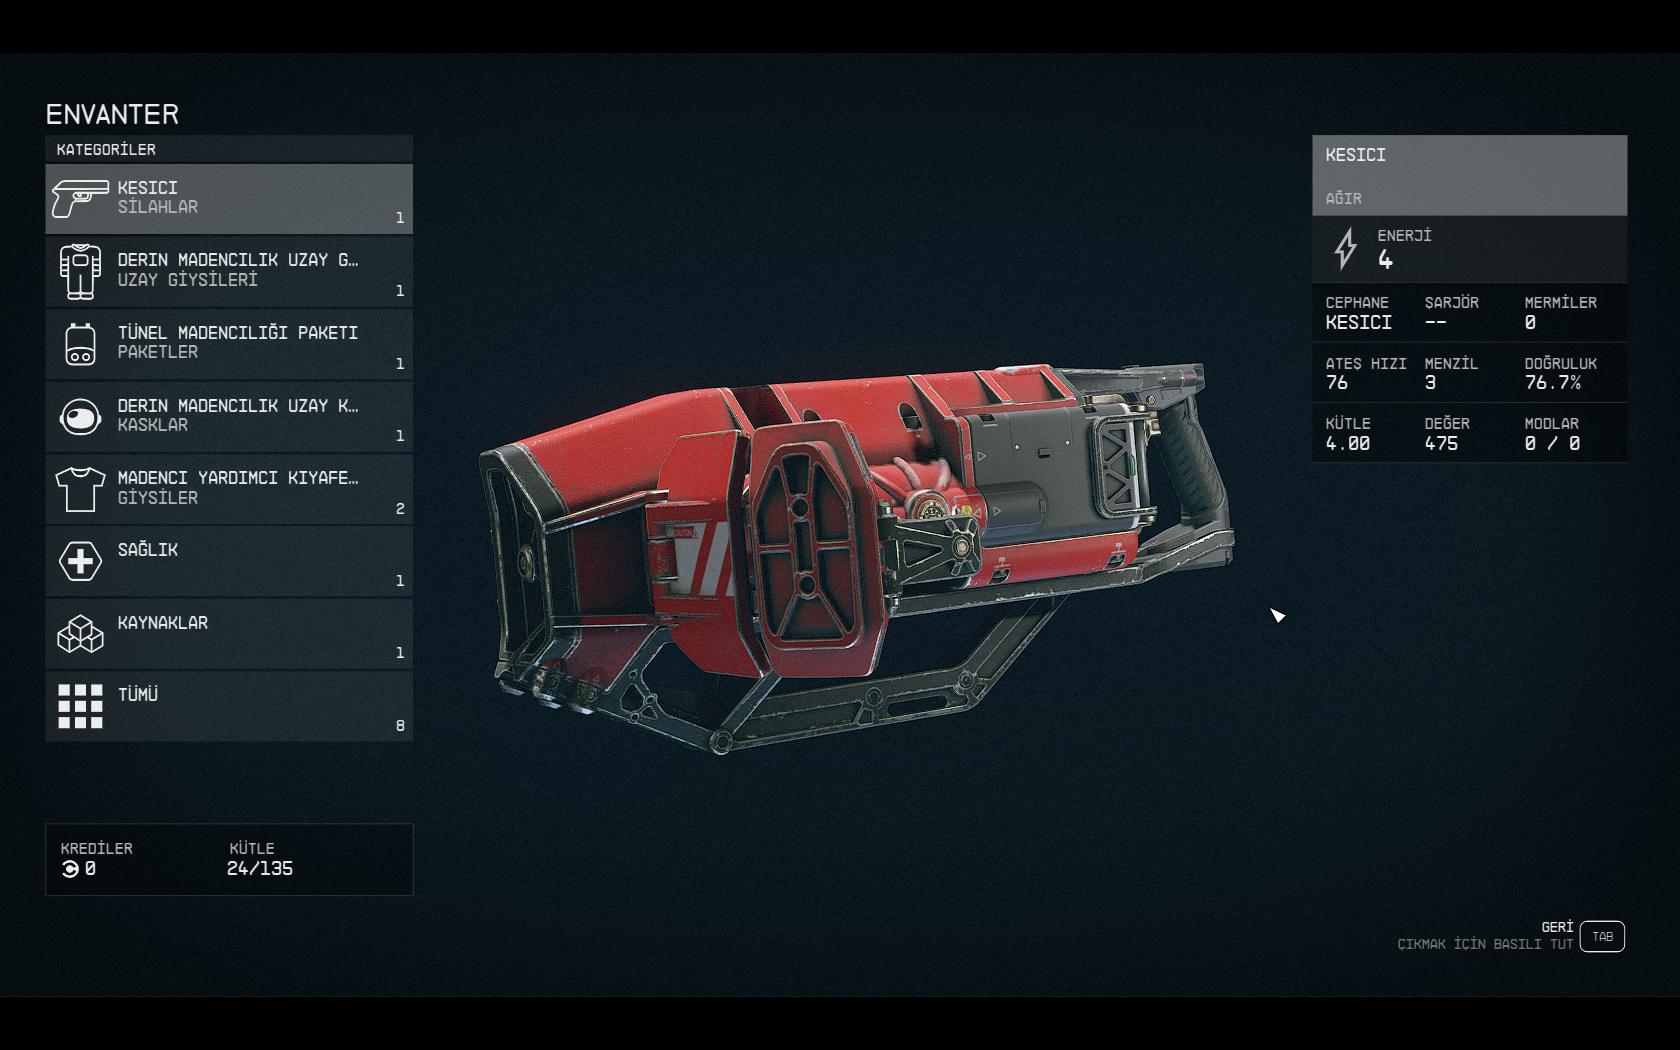 ENVANTER
KATEGORİLER
KESICI
SİLAHLAR
1
DERIN MADENCILIK UZAY G...
UZAY GİYSİLERİ
1
TÜNEL MADENCILIĞI PAKETI
PAKETLER
1
DERIN MADENCILIK UZAY K...
KASKLAR
1
MADENCI YARDIMCI KIYAFE...
GİYSİLER
2
SAĞLIK
1
KAYNAKLAR
1
TÜMÜ
8
KREDİLER KÜTLE
0 24/135
KESICI
AĞIR
ENERJİ
4
CEPHANE ŞARJÖR MERMİLER
KESICI -- 0
ATEŞ HIZI MENZİL DOĞRULUK
76 3 76.7%
KÜTLE DEĞER MODLAR
4.00 475 0 / 0
GERİ
ÇIKMAK İÇİN BASILI TUT TAB